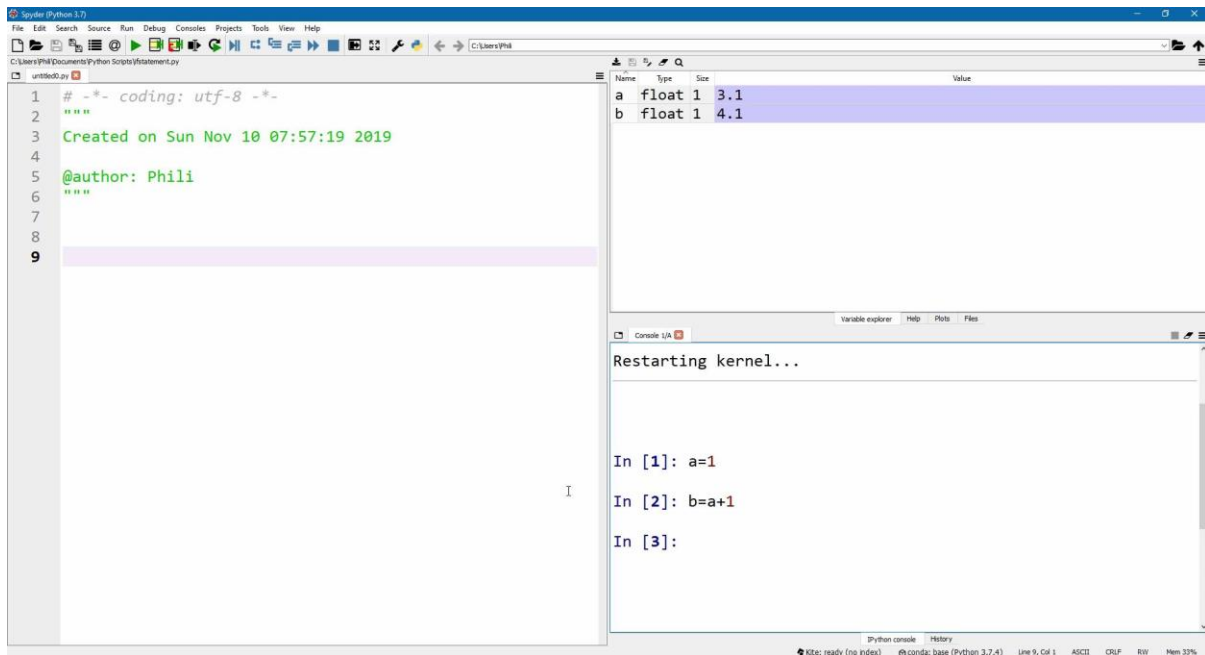 Spyder (Python 3.7)
File Edit Search Source Run Debug Consoles Projects Tools View Help
C:\Users\Phili
C:\Users\Phili\Documents\Python Scripts\ifstatement.py
untitled0.py
1 # -*- coding: utf-8 -*-
2 """
3 Created on Sun Nov 10 07:57:19 2019
4
5 @author: Phili
6 """
7
8
9
Name Type Size Value
a float 1 3.1
b float 1 4.1
Variable explorer Help Plots Files
Console 1/A
Restarting kernel...
In [1]: a=1
In [2]: b=a+1
In [3]:
IPython console History
Kite: ready (no index) conda: base (Python 3.7.4) Line 9, Col 1 ASCII CRLF RW Mem 33%